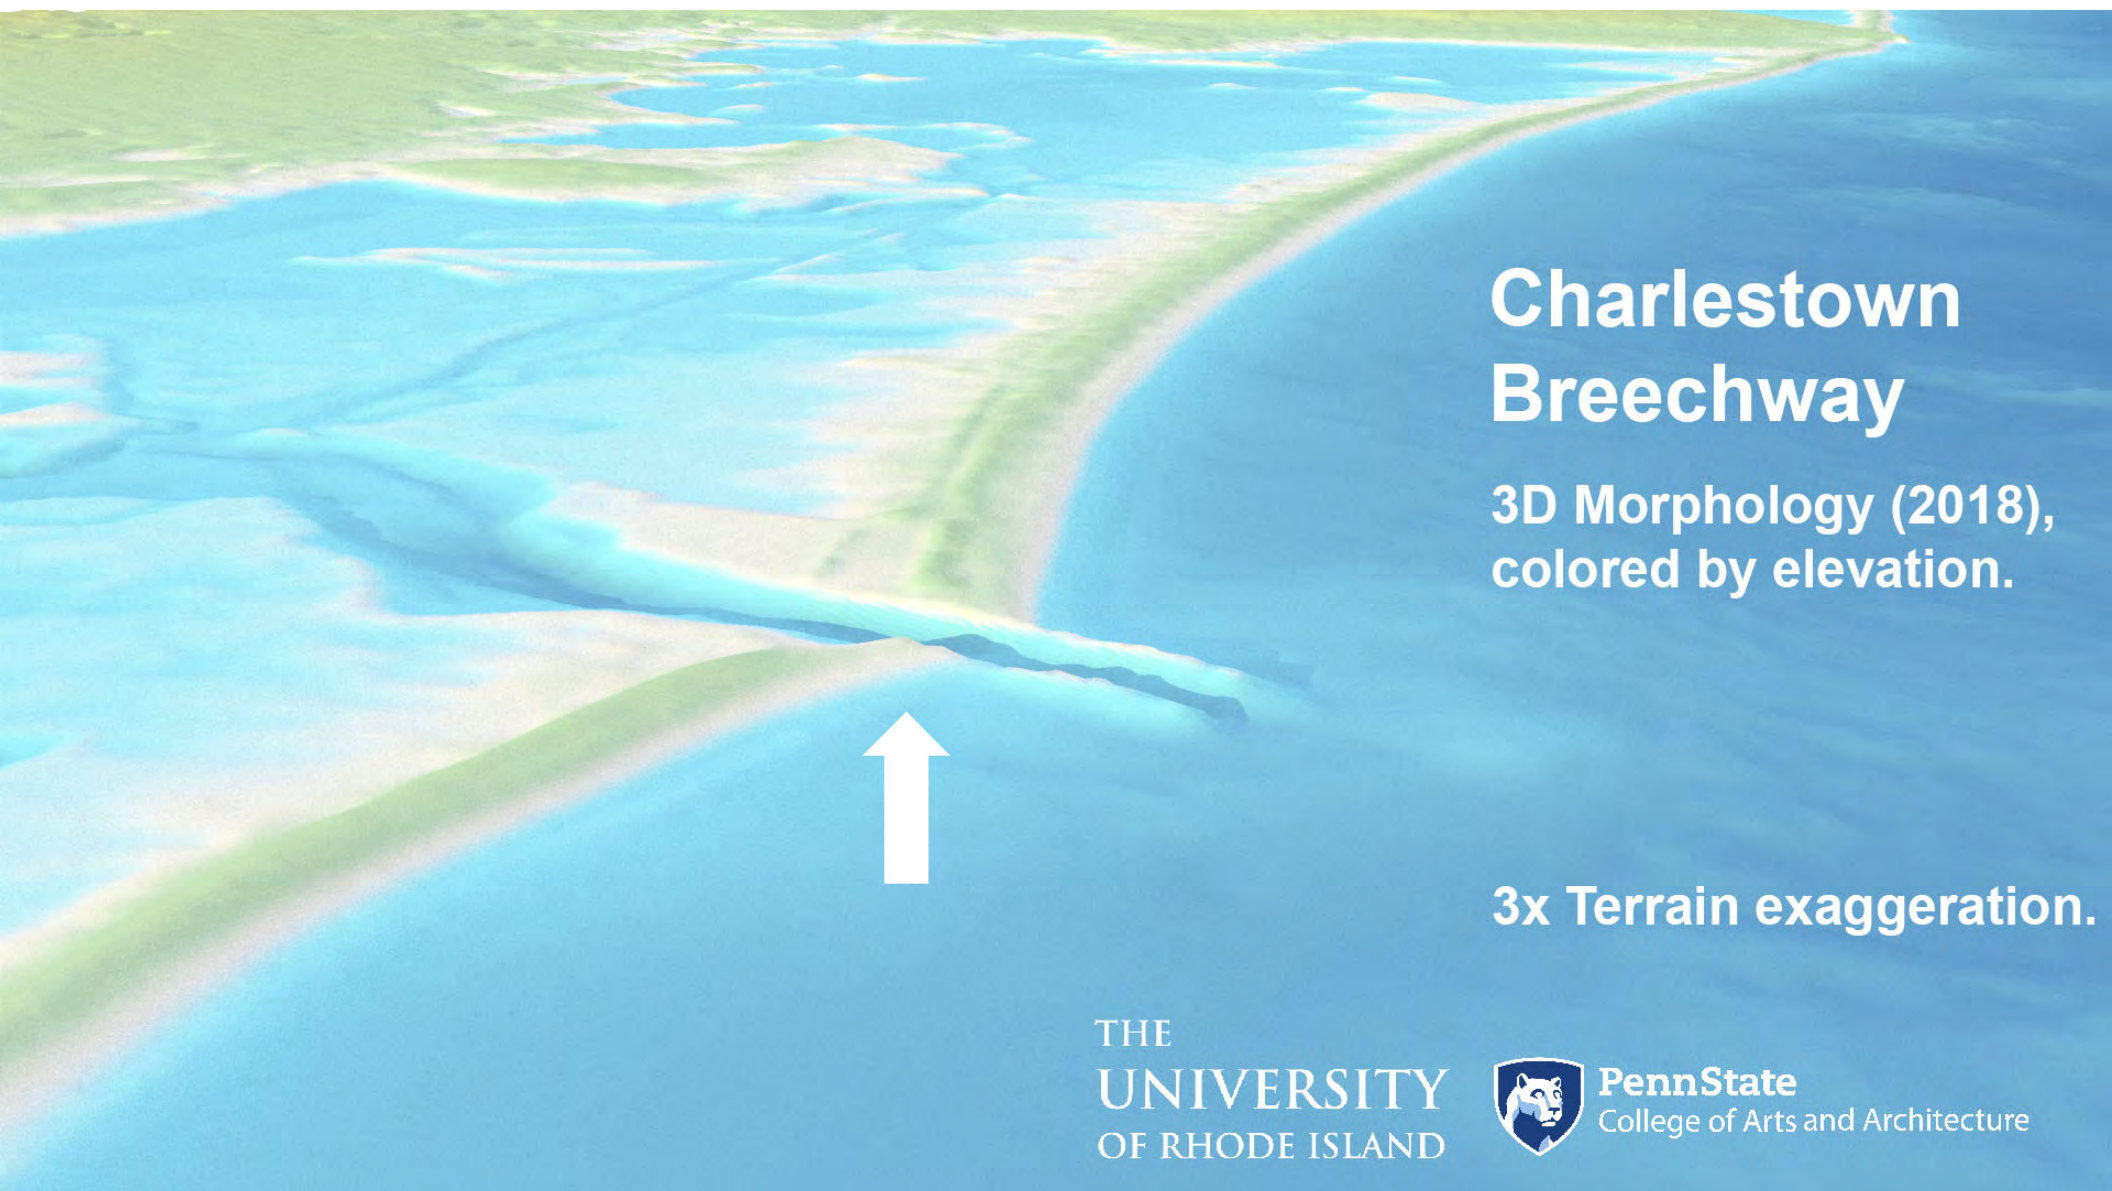 Charlestown
Breechway
3D Morphology (2018),
colored by elevation.
3x Terrain exaggeration.
THE
UNIVERSITY
OF RHODE ISLAND
PennState
College of Arts and Architecture